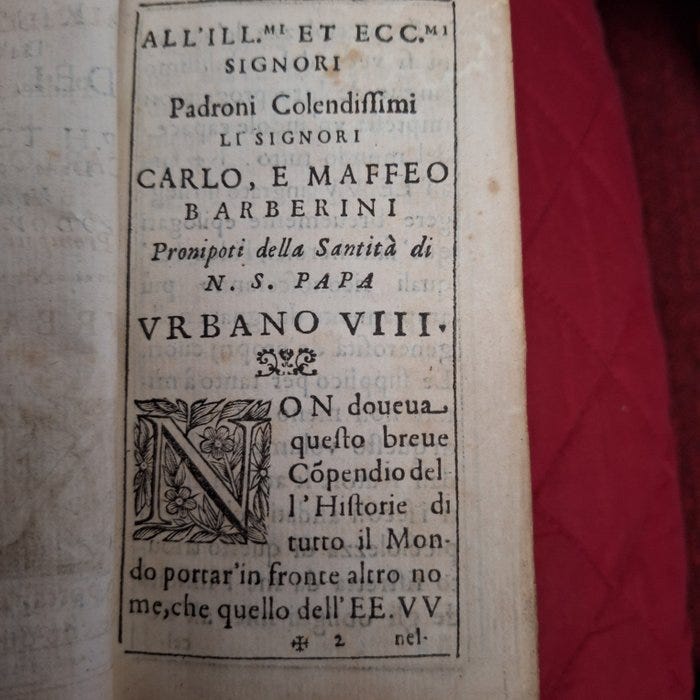 ALL'ILL.MI ET ECC.MI
SIGNORI
Padroni Colendiſſimi
LI SIGNORI
CARLO, E MAFFEO
BARBERINI
Pronipoti della Santità di
N. S. PAPA
VRBANO VIII.
NON doueua
queſto breue
Cõpendio del
l'Hiſtorie di
tutto il Mon-
do portar'in fronte altro no
me, che quello dell'EE.VV
✠ 2 nel-